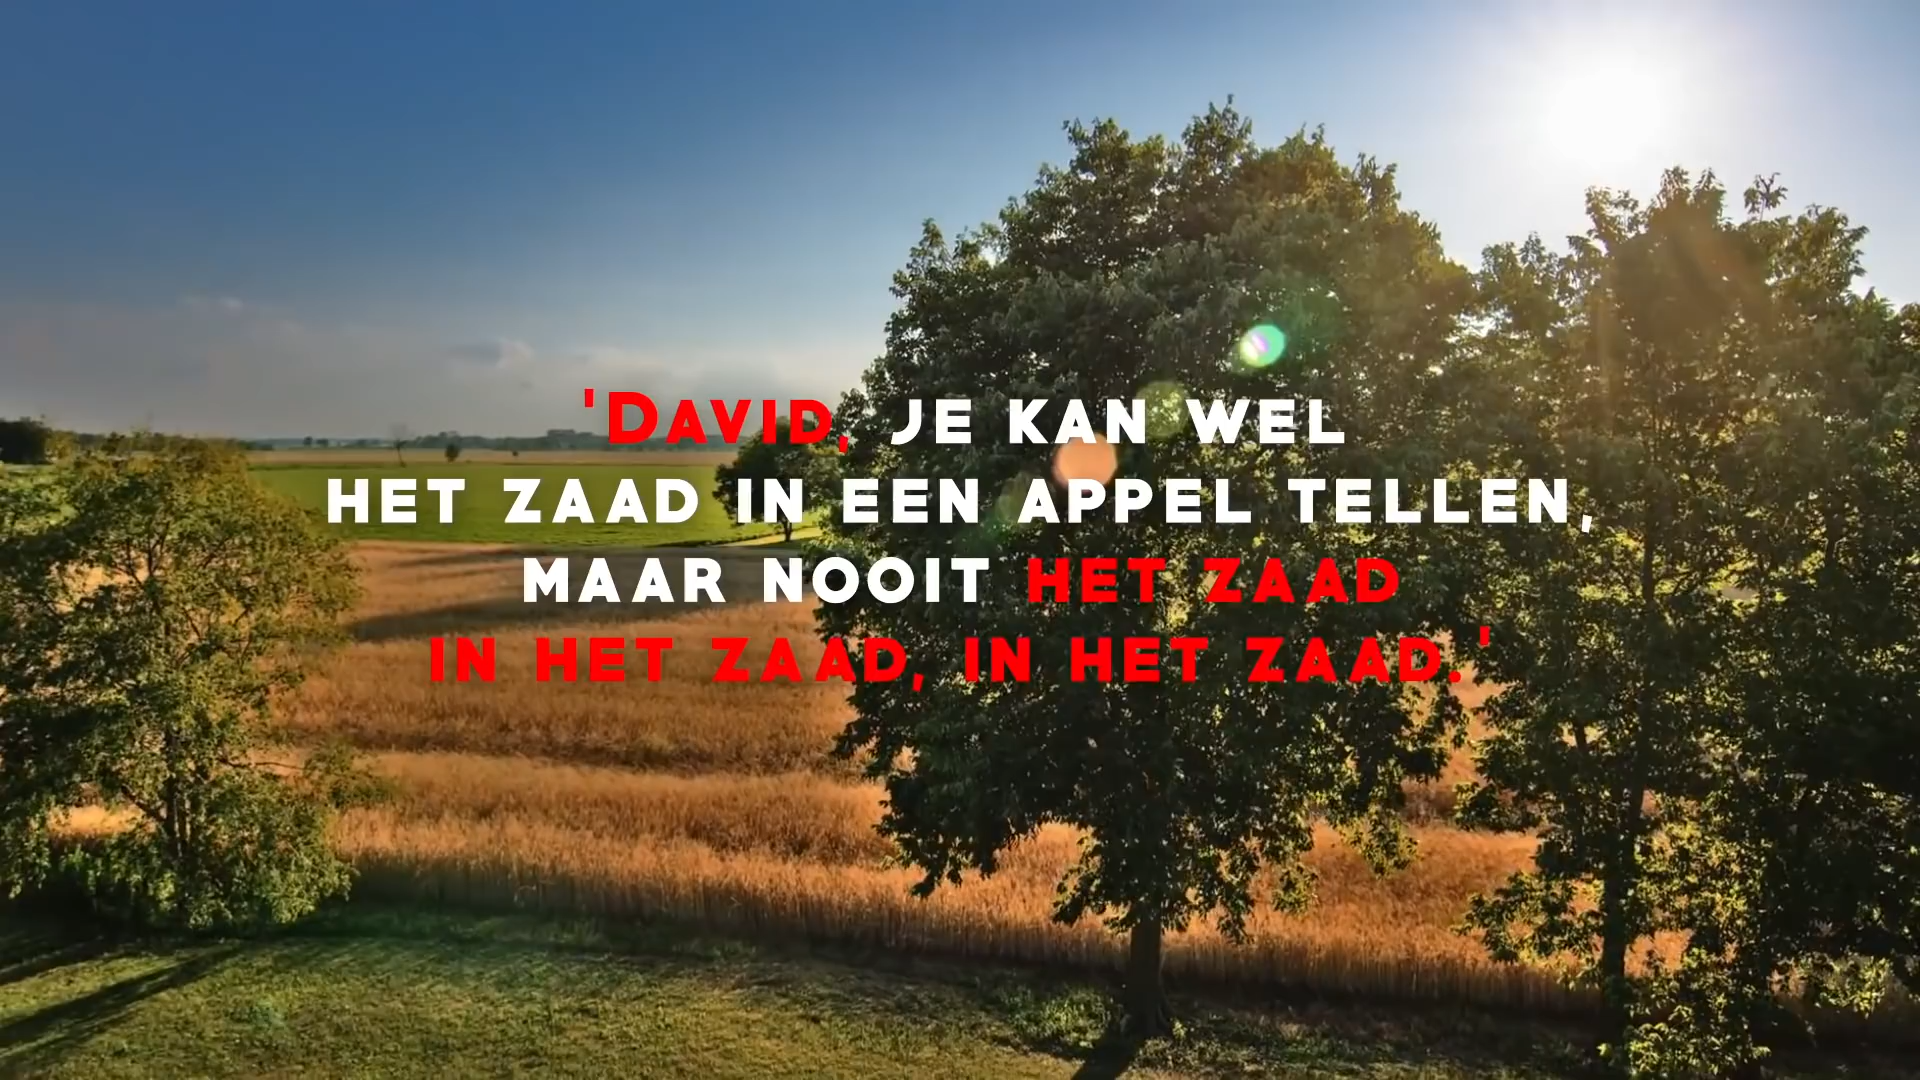 'David, je kan wel
het zaad in een appel tellen,
maar nooit het zaad
in het zaad, in het zaad.'